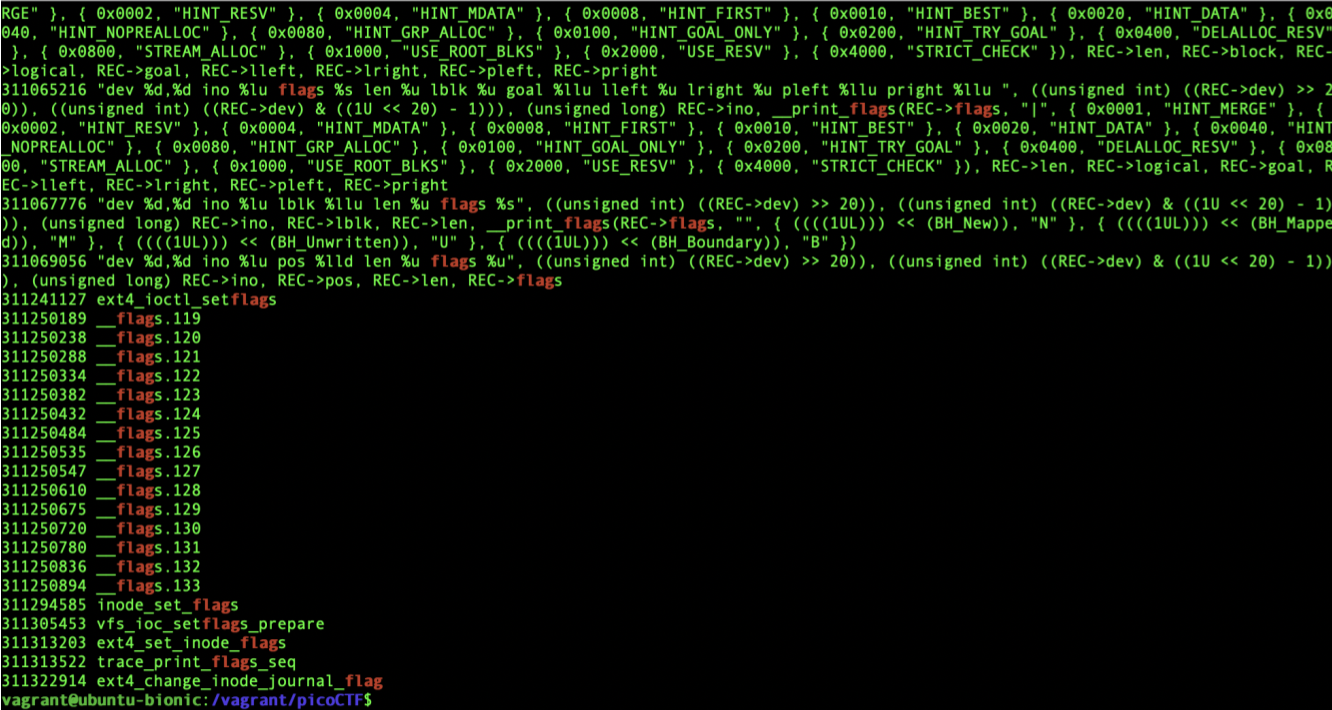 RGE" }, { 0x0002, "HINT_RESV" }, { 0x0004, "HINT_MDATA" }, { 0x0008, "HINT_FIRST" }, { 0x0010, "HINT_BEST" }, { 0x0020, "HINT_DATA" }, { 0x0
040, "HINT_NOPREALLOC" }, { 0x0080, "HINT_GRP_ALLOC" }, { 0x0100, "HINT_GOAL_ONLY" }, { 0x0200, "HINT_TRY_GOAL" }, { 0x0400, "DELALLOC_RESV"
 }, { 0x0800, "STREAM_ALLOC" }, { 0x1000, "USE_ROOT_BLKS" }, { 0x2000, "USE_RESV" }, { 0x4000, "STRICT_CHECK" }), REC->len, REC->block, REC-
>logical, REC->goal, REC->lleft, REC->lright, REC->pleft, REC->pright
311065216 "dev %d,%d ino %lu flags %s len %u lblk %u goal %llu lleft %u lright %u pleft %llu pright %llu ", ((unsigned int) ((REC->dev) >> 2
0)), ((unsigned int) ((REC->dev) & ((1U << 20) - 1))), (unsigned long) REC->ino, __print_flags(REC->flags, "|", { 0x0001, "HINT_MERGE" }, {
0x0002, "HINT_RESV" }, { 0x0004, "HINT_MDATA" }, { 0x0008, "HINT_FIRST" }, { 0x0010, "HINT_BEST" }, { 0x0020, "HINT_DATA" }, { 0x0040, "HINT
_NOPREALLOC" }, { 0x0080, "HINT_GRP_ALLOC" }, { 0x0100, "HINT_GOAL_ONLY" }, { 0x0200, "HINT_TRY_GOAL" }, { 0x0400, "DELALLOC_RESV" }, { 0x08
00, "STREAM_ALLOC" }, { 0x1000, "USE_ROOT_BLKS" }, { 0x2000, "USE_RESV" }, { 0x4000, "STRICT_CHECK" }), REC->len, REC->logical, REC->goal, R
EC->lleft, REC->lright, REC->pleft, REC->pright
311067776 "dev %d,%d ino %lu lblk %llu len %u flags %s", ((unsigned int) ((REC->dev) >> 20)), ((unsigned int) ((REC->dev) & ((1U << 20) - 1)
)), (unsigned long) REC->ino, REC->lblk, REC->len, __print_flags(REC->flags, "", { ((((1UL))) << (BH_New)), "N" }, { ((((1UL))) << (BH_Mappe
d)), "M" }, { ((((1UL))) << (BH_Unwritten)), "U" }, { ((((1UL))) << (BH_Boundary)), "B" })
311069056 "dev %d,%d ino %lu pos %lld len %u flags %u", ((unsigned int) ((REC->dev) >> 20)), ((unsigned int) ((REC->dev) & ((1U << 20) - 1))
), (unsigned long) REC->ino, REC->pos, REC->len, REC->flags
311241127 ext4_ioctl_setflags
311250189 __flags.119
311250238 __flags.120
311250288 __flags.121
311250334 __flags.122
311250382 __flags.123
311250432 __flags.124
311250484 __flags.125
311250535 __flags.126
311250547 __flags.127
311250610 __flags.128
311250675 __flags.129
311250720 __flags.130
311250780 __flags.131
311250836 __flags.132
311250894 __flags.133
311294585 inode_set_flags
311305453 vfs_ioc_setflags_prepare
311313203 ext4_set_inode_flags
311313522 trace_print_flags_seq
311322914 ext4_change_inode_journal_flag
vagrant@ubuntu-bionic:/vagrant/picoCTF$